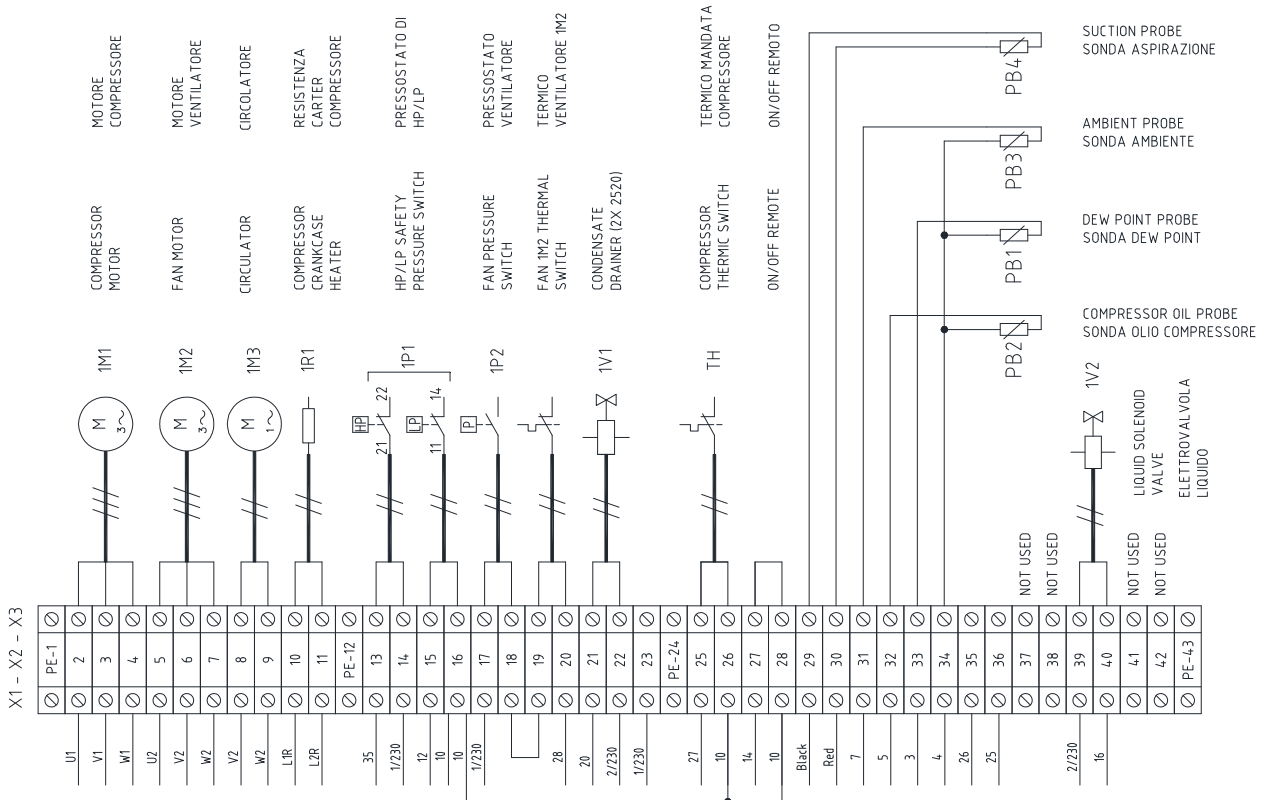 MOTORE
COMPRESSORE
MOTORE
VENTILATORE
CIRCOLATORE
RESISTENZA
CARTER
COMPRESSORE
PRESSOSTATO DI
HP/LP
PRESSOSTATO
VENTILATORE
TERMICO
VENTILATORE 1M2
TERMICO MANDATA
COMPRESSORE
ON/OFF REMOTO
COMPRESSOR
MOTOR
FAN MOTOR
CIRCULATOR
COMPRESSOR
CRANKCASE
HEATER
HP/LP SAFETY
PRESSURE SWITCH
FAN PRESSURE
SWITCH
FAN 1M2 THERMAL
SWITCH
CONDENSATE
DRAINER (2X 2520)
COMPRESSOR
THERMIC SWITCH
ON/OFF REMOTE
SUCTION PROBE
SONDA ASPIRAZIONE
PB4
AMBIENT PROBE
SONDA AMBIENTE
PB3
DEW POINT PROBE
SONDA DEW POINT
PB1
COMPRESSOR OIL PROBE
SONDA OLIO COMPRESSORE
PB2
1M1
1M2
1M3
1R1
1P1
1P2
1V1
TH
1V2
M
3~
M
3~
M
1~
HP
22
21
LP
14
11
P
LIQUID SOLENOID
VALVE
ELETTROVALVOLA
LIQUIDO
NOT USED
NOT USED
NOT USED
NOT USED
X1 - X2 - X3
PE-1
2
3
4
5
6
7
8
9
10
11
PE-12
13
14
15
16
17
18
19
20
21
22
23
PE-24
25
26
27
28
29
30
31
32
33
34
35
36
37
38
39
40
41
42
PE-43
U1
V1
W1
U2
V2
W2
V2
W2
L1R
L2R
35
1/230
12
10
10
1/230
28
20
2/230
1/230
27
10
14
10
Black
Red
7
5
3
4
26
25
2/230
16